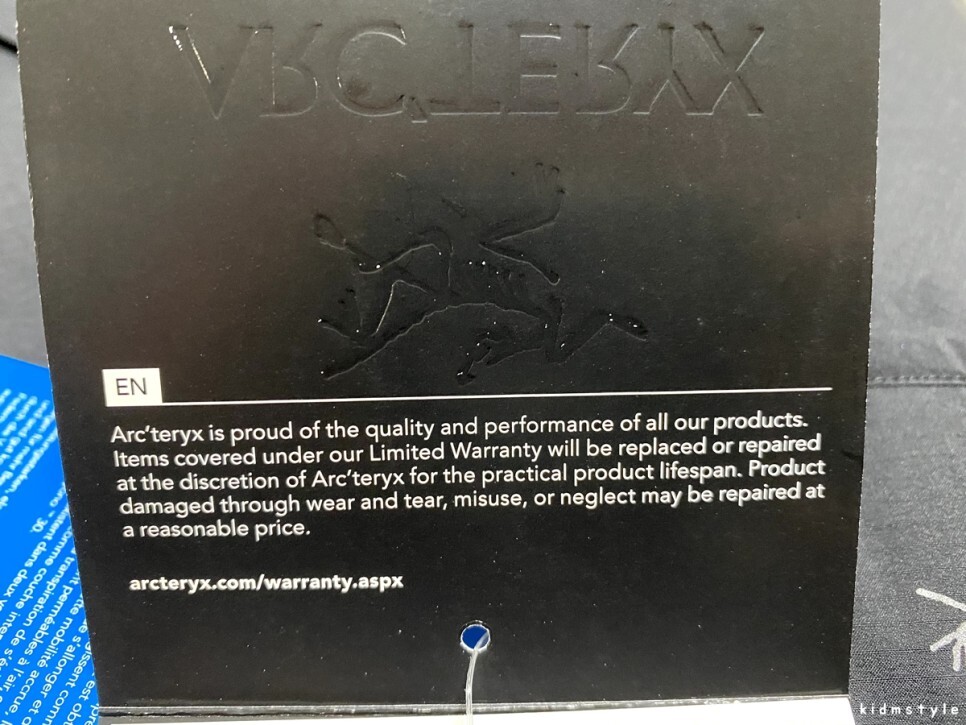 ARC'TERYX
EN
Arc'teryx is proud of the quality and performance of all our products.
Items covered under our Limited Warranty will be replaced or repaired
at the discretion of Arc'teryx for the practical product lifespan. Product
damaged through wear and tear, misuse, or neglect may be repaired at
a reasonable price.
arcteryx.com/warranty.aspx
kidmstyle